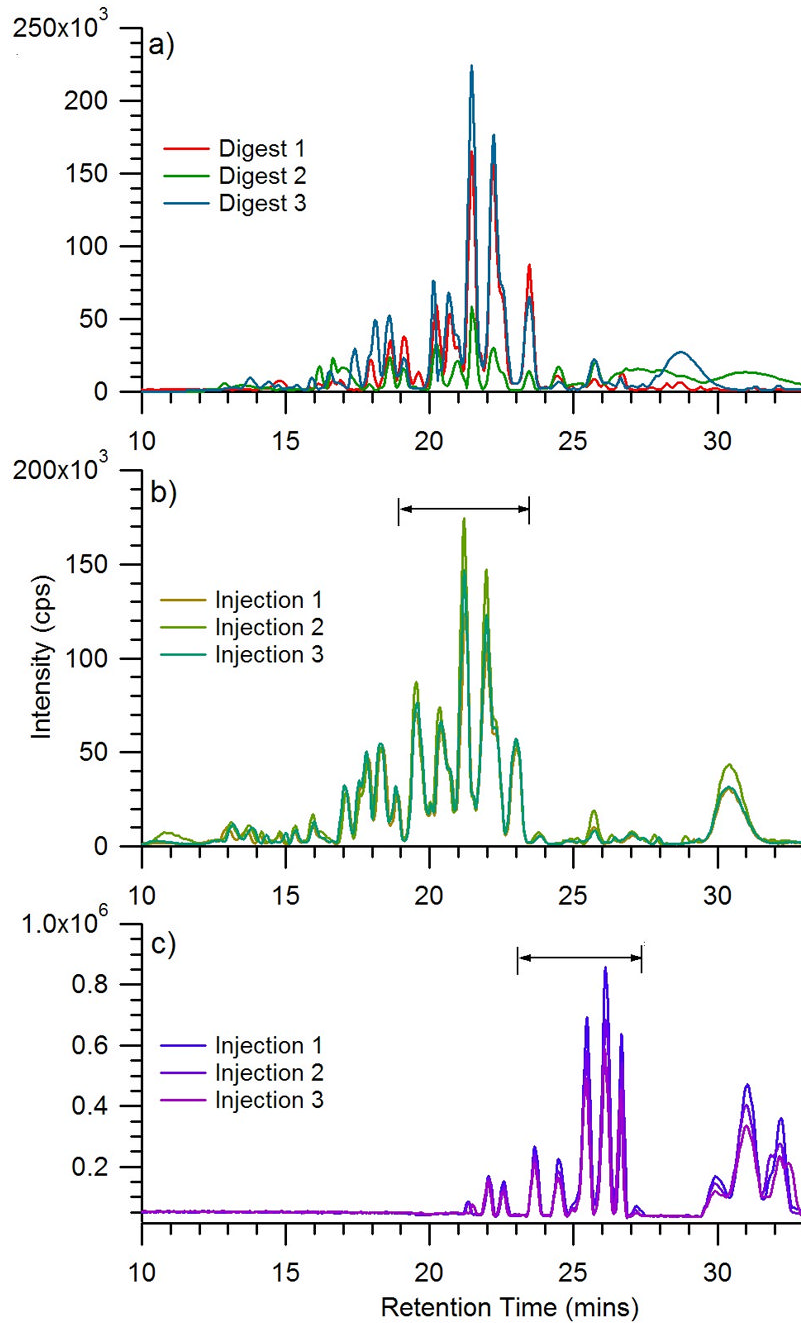 250x10³
a)
200
150
100
50
0
Digest 1
Digest 2
Digest 3
10 15 20 25 30
200x10³
b)
150
100
50
0
Injection 1
Injection 2
Injection 3
Intensity (cps)
10 15 20 25 30
1.0x10⁶
c)
0.8
0.6
0.4
0.2
Injection 1
Injection 2
Injection 3
10 15 20 25 30
Retention Time (mins)